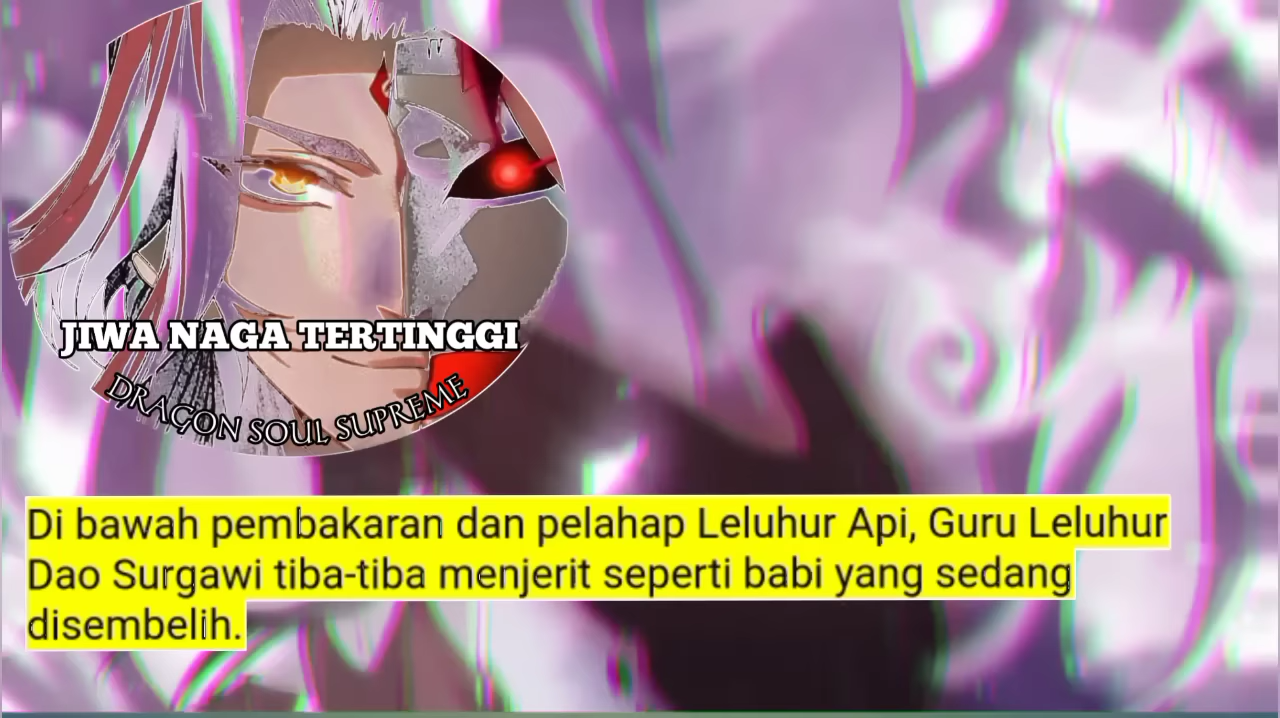 JIWA NAGA TERTINGGI
DRAGON SOUL SUPREME
Di bawah pembakaran dan pelahap Leluhur Api, Guru Leluhur
Dao Surgawi tiba-tiba menjerit seperti babi yang sedang
disembelih.